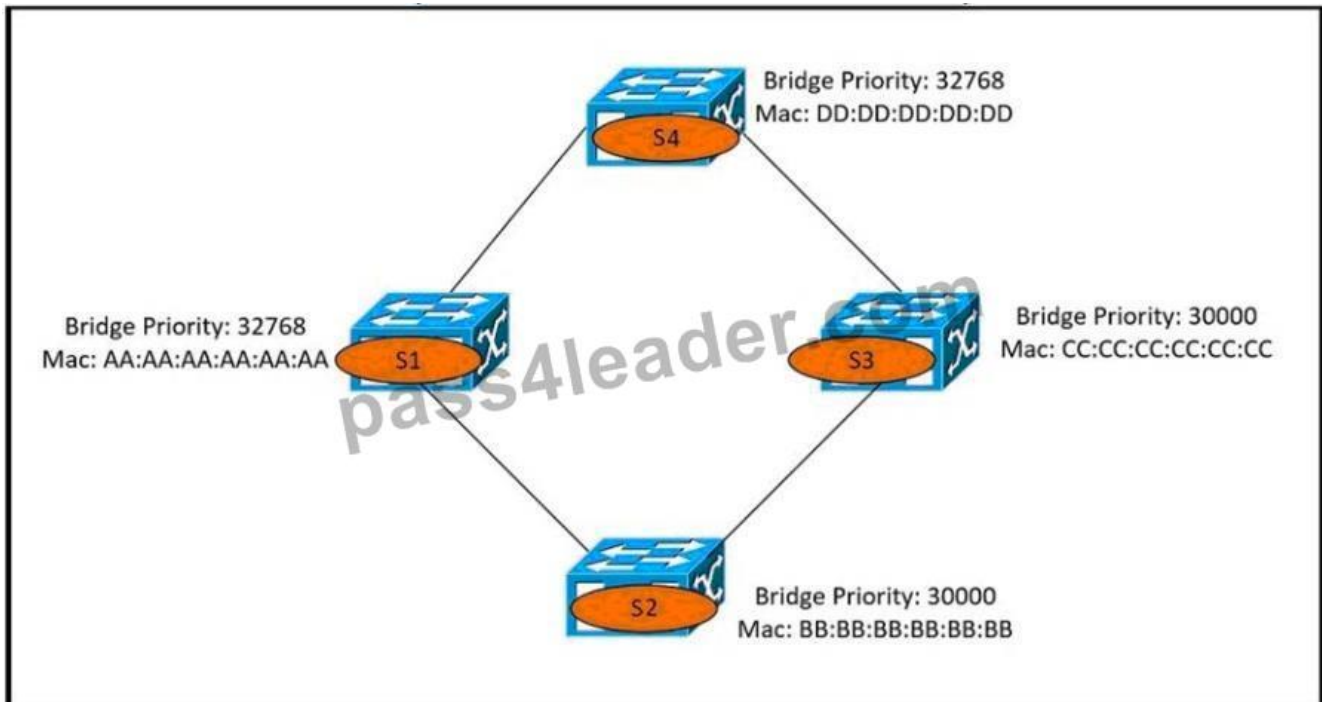 Bridge Priority: 32768
Mac: DD:DD:DD:DD:DD
S4
Bridge Priority: 32768
Mac: AA:AA:AA:AA:AA:AA
S1
S3
Bridge Priority: 30000
Mac: CC:CC:CC:CC:CC:CC
pass4leader.com
S2
Bridge Priority: 30000
Mac: BB:BB:BB:BB:BB:BB